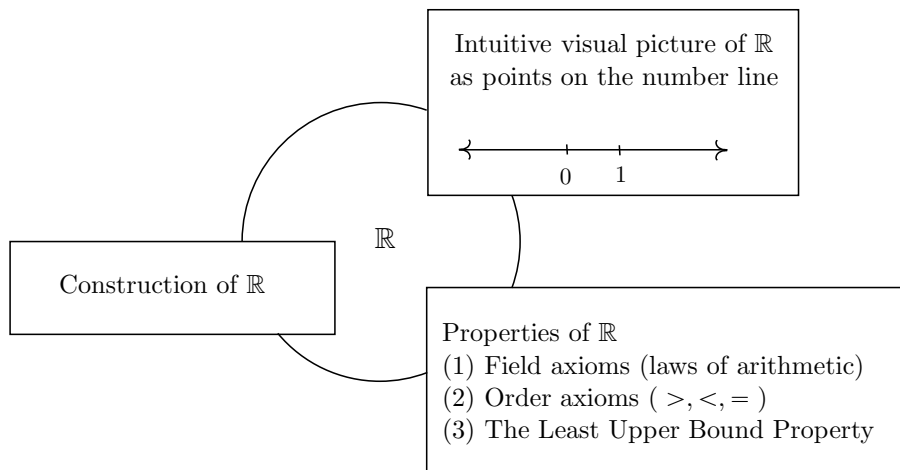 Intuitive visual picture of ℝ
as points on the number line
0 1
ℝ
Construction of ℝ
Properties of ℝ
(1) Field axioms (laws of arithmetic)
(2) Order axioms ( >, <, = )
(3) The Least Upper Bound Property